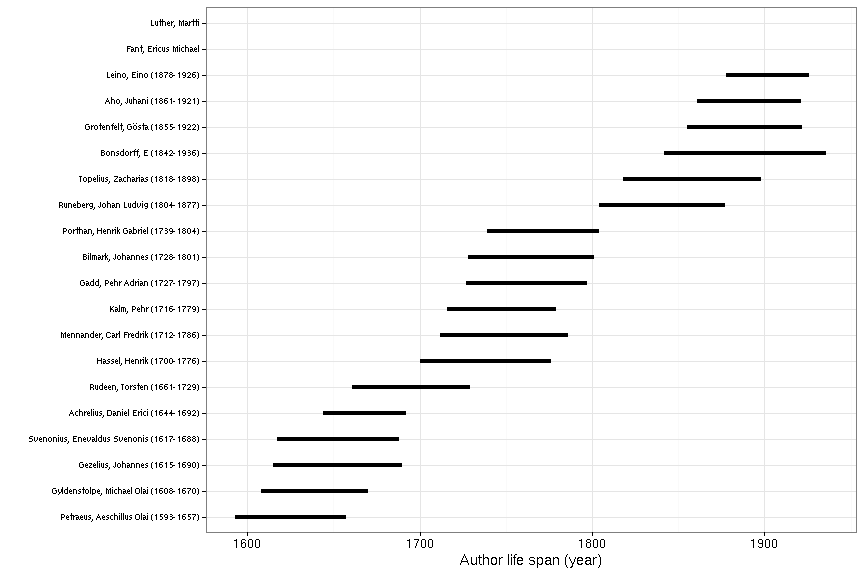 Luther, Martti
Fant, Ericus Michael
Leino, Eino (1878-1926)
Aho, Juhani (1861-1921)
Grotenfelt, Gösta (1855-1922)
Bonsdorff, E (1842-1936)
Topelius, Zacharias (1818-1898)
Runeberg, Johan Ludvig (1804-1877)
Porthan, Henrik Gabriel (1739-1804)
Bilmark, Johannes (1728-1801)
Gadd, Pehr Adrian (1727-1797)
Kalm, Pehr (1716-1779)
Mennander, Carl Fredrik (1712-1786)
Hassel, Henrik (1700-1776)
Rudeen, Torsten (1661-1729)
Achrelius, Daniel Erici (1644-1692)
Svenonius, Enevaldus Svenonis (1617-1688)
Gezelius, Johannes (1615-1690)
Gyldenstolpe, Michael Olai (1608-1670)
Petraeus, Aeschillus Olai (1593-1657)
1600 1700 1800 1900
Author life span (year)